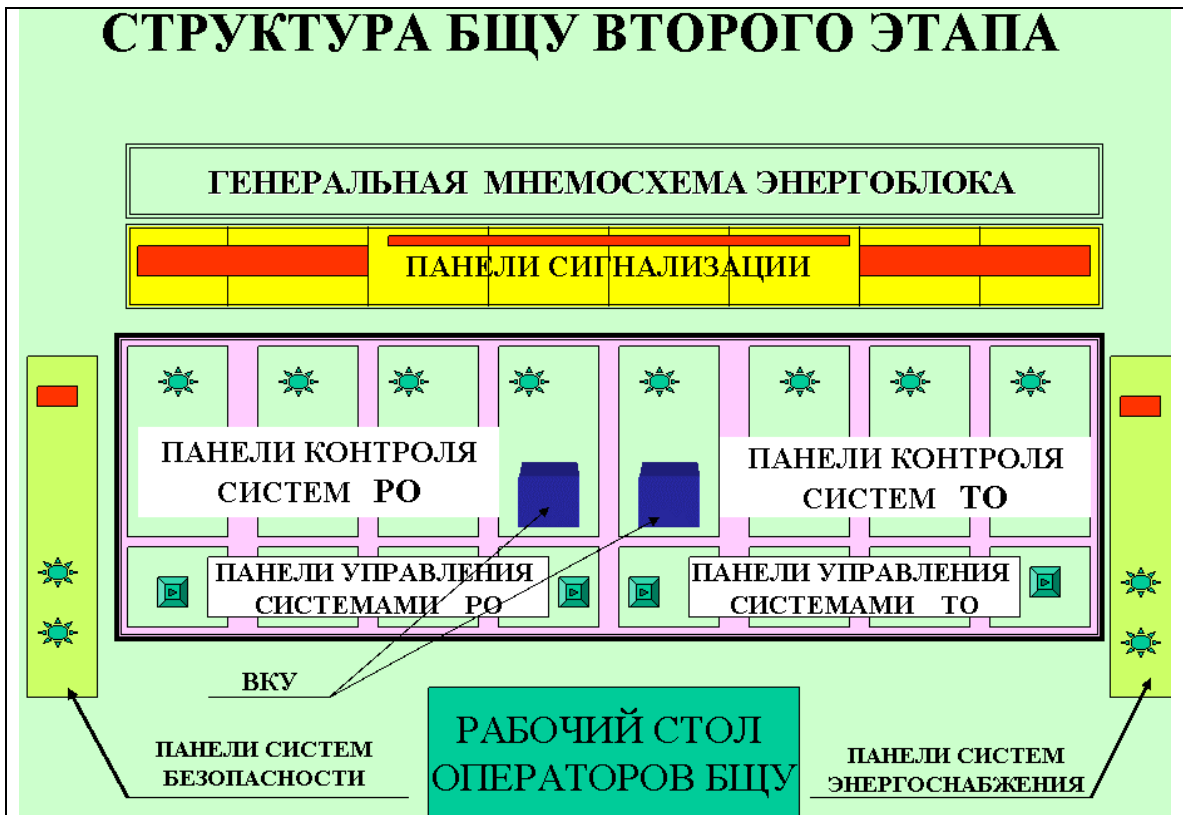 СТРУКТУРА БЩУ ВТОРОГО ЭТАПА
ГЕНЕРАЛЬНАЯ МНЕМОСХЕМА ЭНЕРГОБЛОКА
ПАНЕЛИ СИГНАЛИЗАЦИИ
ПАНЕЛИ КОНТРОЛЯ
СИСТЕМ РО
ПАНЕЛИ КОНТРОЛЯ
СИСТЕМ ТО
ПАНЕЛИ УПРАВЛЕНИЯ
СИСТЕМАМИ РО
ПАНЕЛИ УПРАВЛЕНИЯ
СИСТЕМАМИ ТО
ВКУ
ПАНЕЛИ СИСТЕМ
БЕЗОПАСНОСТИ
РАБОЧИЙ СТОЛ
ОПЕРАТОРОВ БЩУ
ПАНЕЛИ СИСТЕМ
ЭНЕРГОСНАБЖЕНИЯ